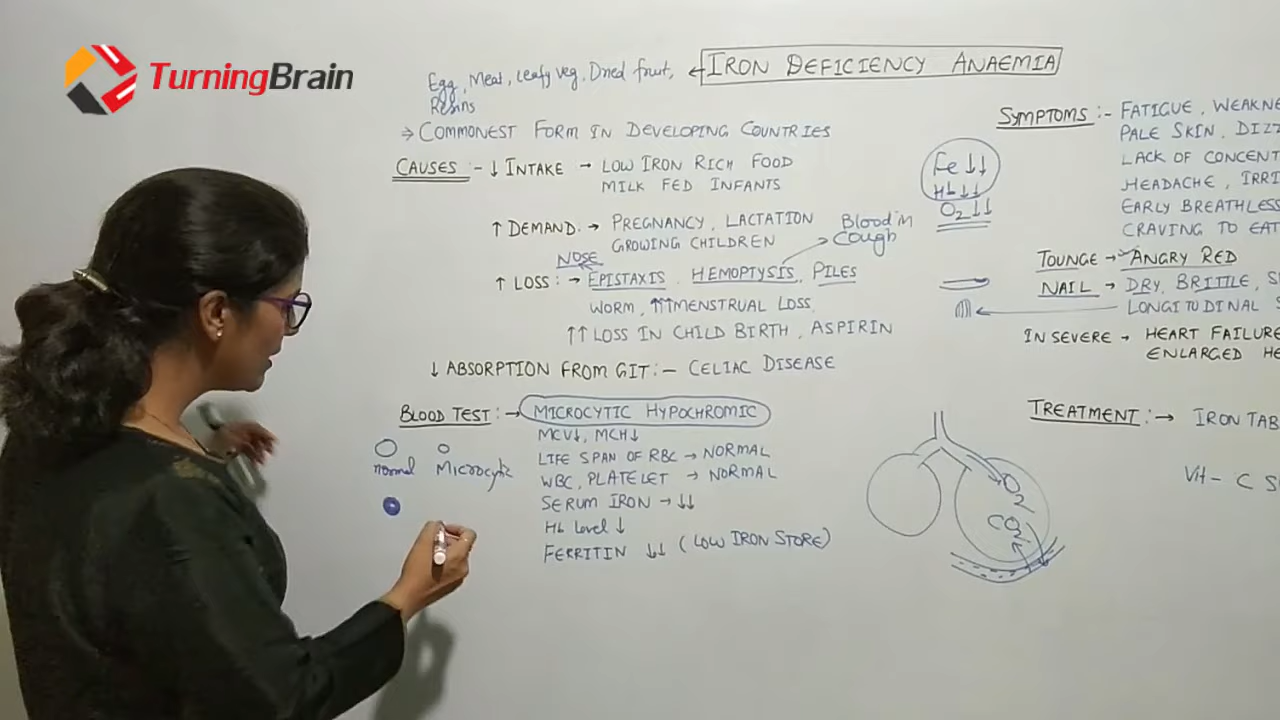 TurningBrain
Egg, Meat, Leafy veg, Dried fruit, ← IRON DEFICIENCY ANAEMIA
Resins
⇒ COMMONEST FORM IN DEVELOPING COUNTRIES
CAUSES :- ↓ INTAKE → LOW IRON RICH FOOD
MILK FED INFANTS
↑ DEMAND: → PREGNANCY, LACTATION
GROWING CHILDREN
NOSE
Blood in
Cough
↑ LOSS: → EPISTAXIS, HEMOPTYSIS, PILES
WORM, ↑↑ MENSTRUAL LOSS,
↑↑ LOSS IN CHILD BIRTH, ASPIRIN
↓ ABSORPTION FROM GIT: - CELIAC DISEASE
BLOOD TEST: → MICROCYTIC HYPOCHROMIC
MCV↓, MCH↓
LIFE SPAN OF RBC → NORMAL
WBC, PLATELET → NORMAL
SERUM IRON → ↓↓
Hb level ↓
FERRITIN ↓↓ (LOW IRON STORE)
normal Microcytic
Fe ↓↓
Hb ↓↓
O2 ↓↓
SYMPTOMS :- FATIGUE, WEAKNE
PALE SKIN, DIZZ
LACK OF CONCENT
HEADACHE, IRRI
EARLY BREATHLESS
CRAVING TO EAT
TOUNGE → ANGRY RED
NAIL → DRY, BRITTLE, S
LONGITUDINAL S
IN SEVERE → HEART FAILURE
ENLARGED HE
TREATMENT: → IRON TAB
Vit - C S
O2
CO2